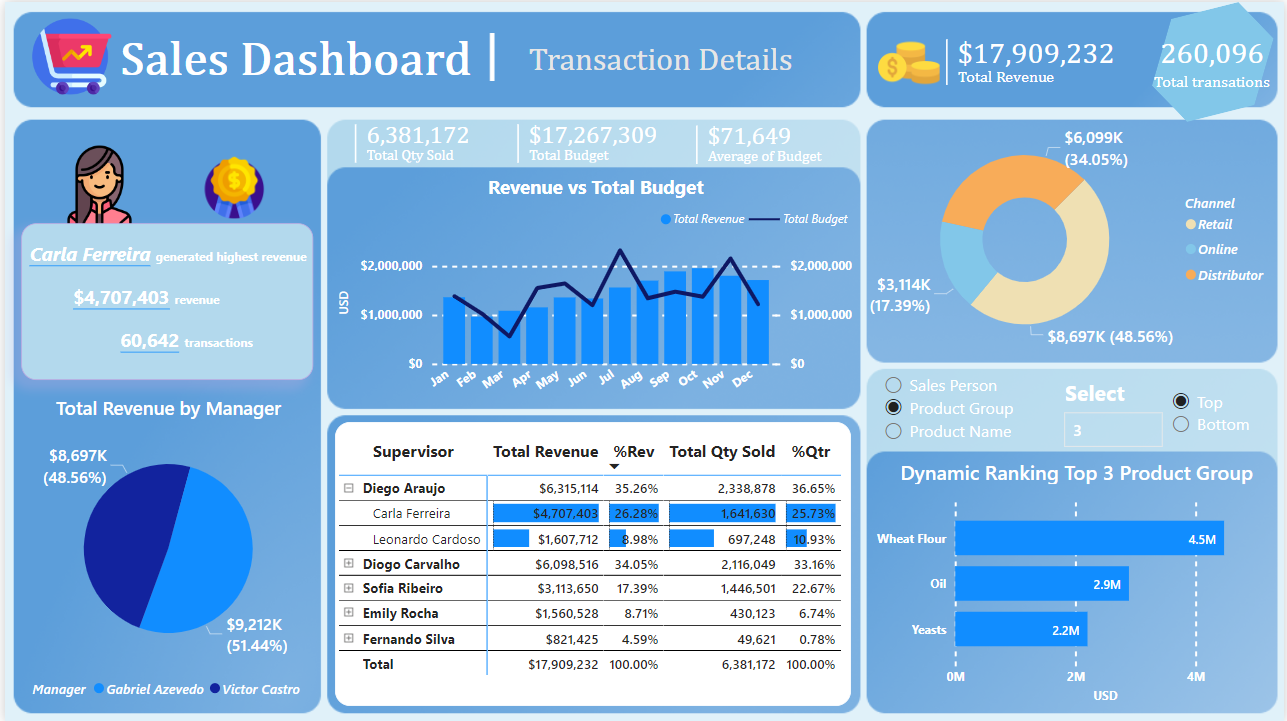 Sales Dashboard | Transaction Details
$17,909,232
Total Revenue
260,096
Total transations
Carla Ferreira generated highest revenue
$4,707,403 revenue
60,642 transactions
Total Revenue by Manager
$8,697K
(48.56%)
$9,212K
(51.44%)
Manager Gabriel Azevedo Victor Castro
6,381,172
Total Qty Sold
$17,267,309
Total Budget
$71,649
Average of Budget
Revenue vs Total Budget
Total Revenue Total Budget
USD
$2,000,000 $2,000,000
$1,000,000 $1,000,000
$0 $0
Jan Feb Mar Apr May Jun Jul Aug Sep Oct Nov Dec
Supervisor Total Revenue %Rev Total Qty Sold %Qtr
Diego Araujo $6,315,114 35.26% 2,338,878 36.65%
Carla Ferreira $4,707,403 26.28% 1,641,630 25.73%
Leonardo Cardoso $1,607,712 8.98% 697,248 10.93%
Diogo Carvalho $6,098,516 34.05% 2,116,049 33.16%
Sofia Ribeiro $3,113,650 17.39% 1,446,501 22.67%
Emily Rocha $1,560,528 8.71% 430,123 6.74%
Fernando Silva $821,425 4.59% 49,621 0.78%
Total $17,909,232 100.00% 6,381,172 100.00%
$6,099K
(34.05%)
$3,114K
(17.39%)
$8,697K (48.56%)
Channel
Retail
Online
Distributor
Sales Person
Product Group
Product Name
Select
3
Top
Bottom
Dynamic Ranking Top 3 Product Group
Wheat Flour 4.5M
Oil 2.9M
Yeasts 2.2M
0M 2M 4M
USD